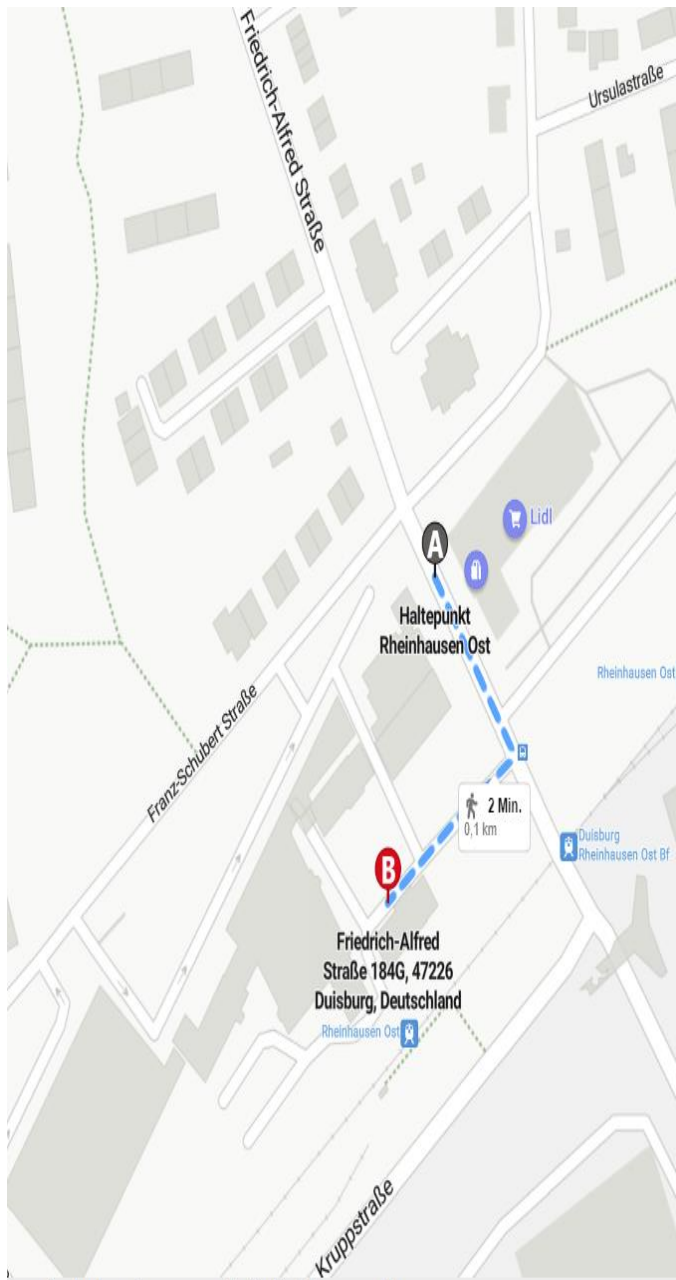 Friedrich-Alfred Straße
Ursulastraße
Lidl
A
Haltepunkt
Rheinhausen Ost
Rheinhausen Ost
Franz-Schubert Straße
2 Min.
0,1 km
Duisburg
Rheinhausen Ost Bf
B
Friedrich-Alfred
Straße 184G, 47226
Duisburg, Deutschland
Rheinhausen Ost
Kruppstraße